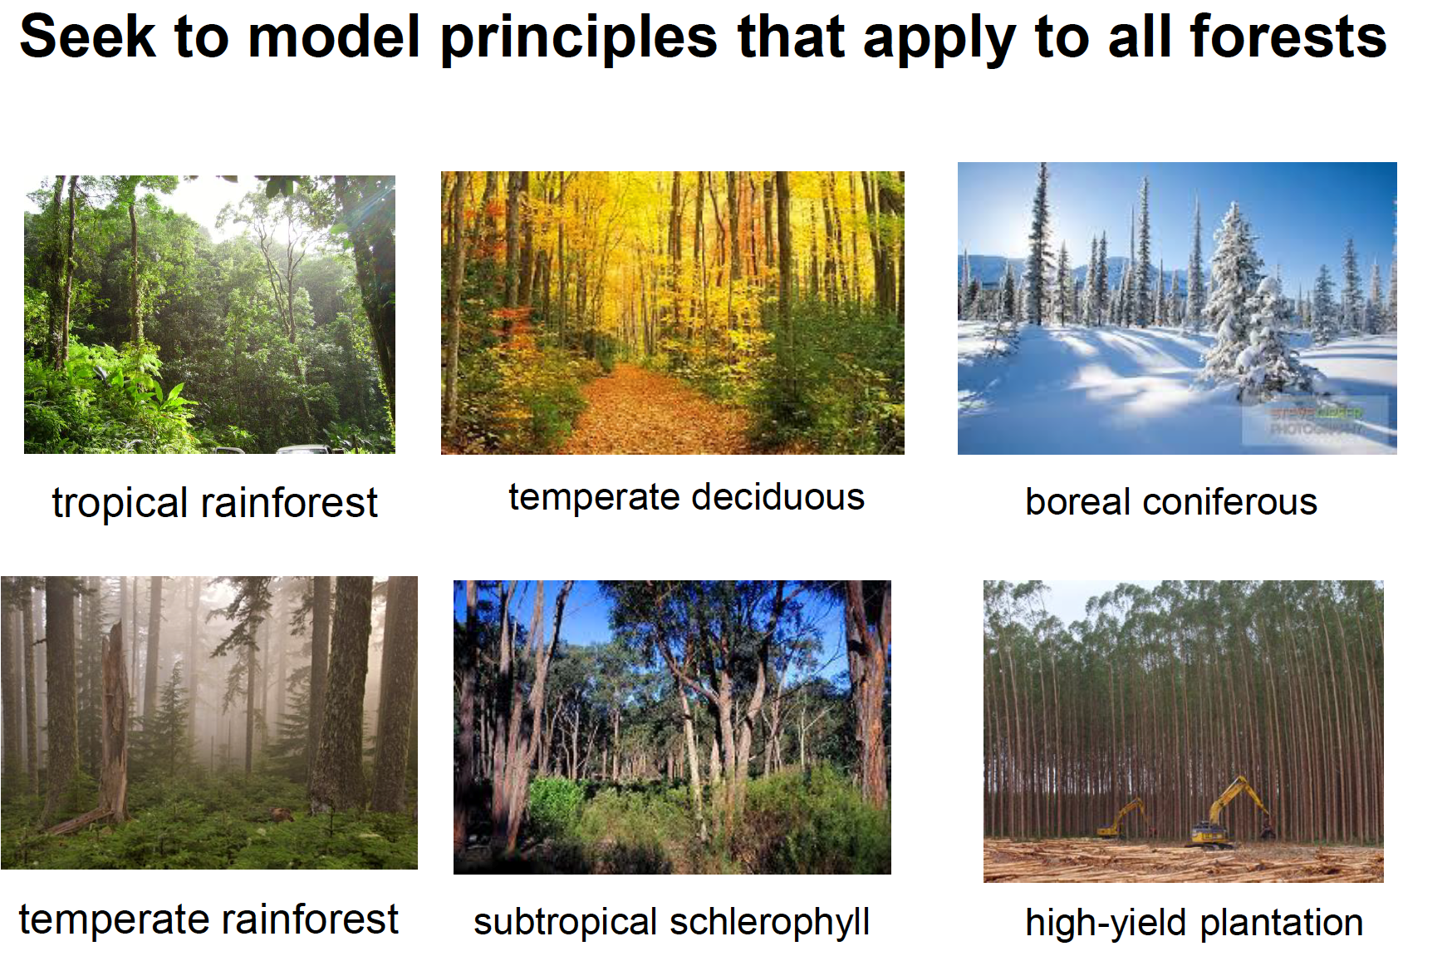 Seek to model principles that apply to all forests
STEVE
PHOTOGRAPHY
tropical rainforest
temperate deciduous
boreal coniferous
temperate rainforest
subtropical schlerophyll
high-yield plantation